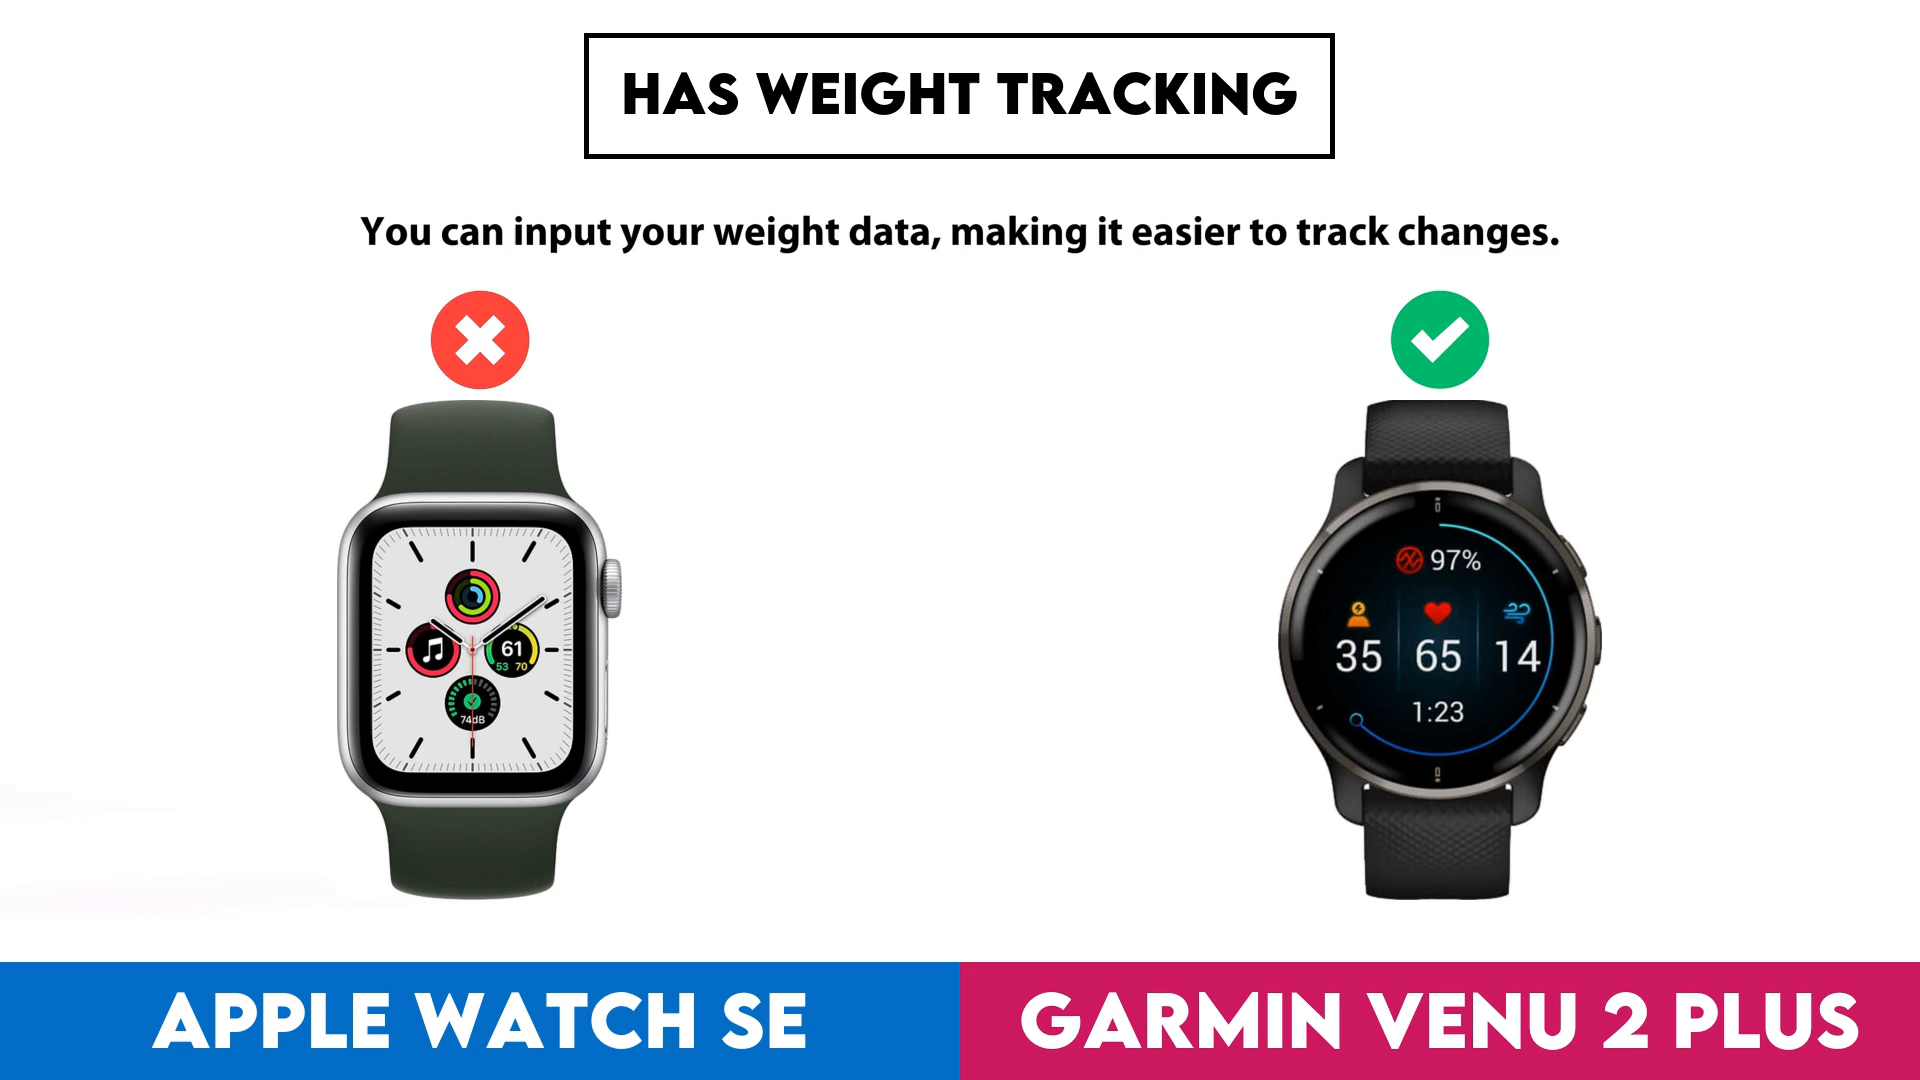 HAS WEIGHT TRACKING
You can input your weight data, making it easier to track changes.
61
53 70
74dB
97%
35 65 14
1:23
APPLE WATCH SE
GARMIN VENU 2 PLUS